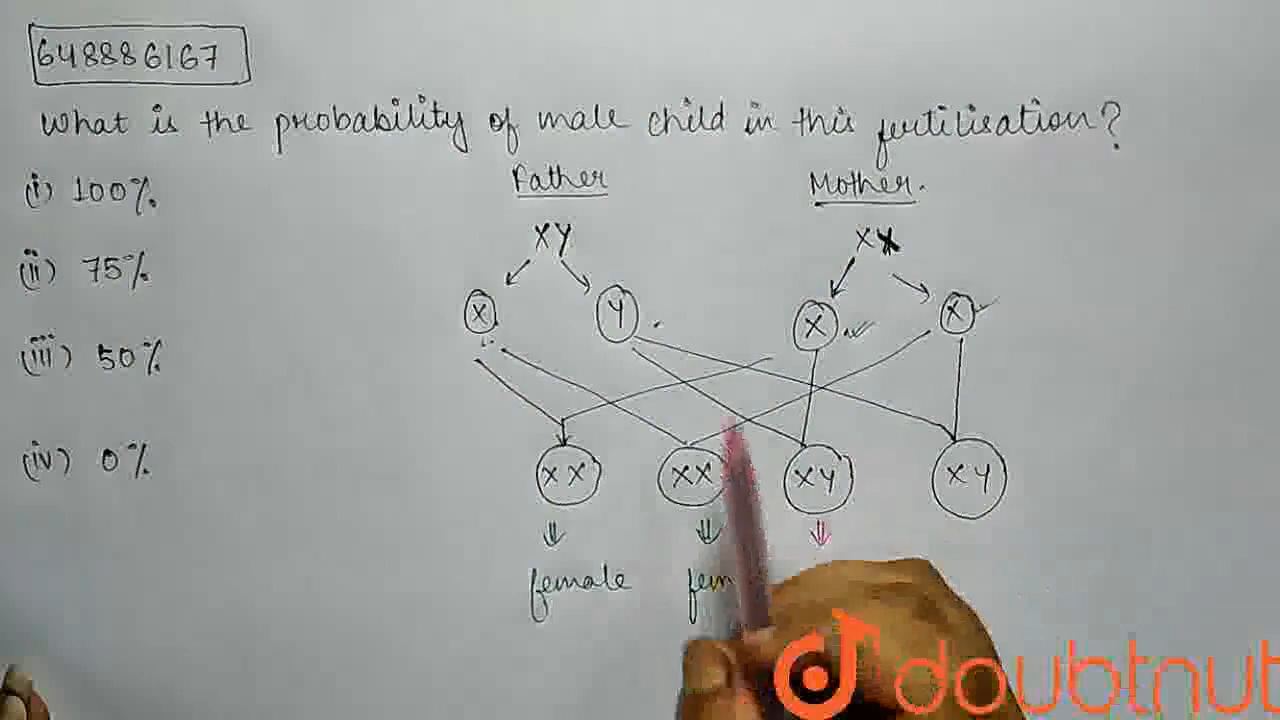 648886167
What is the probability of male child in this fertilisation?
Father Mother.
(i) 100%
XY XX
(ii) 75%
X Y X X
(iii) 50%
(iv) 0%
XX XX XY XY
female fem
doubtnut